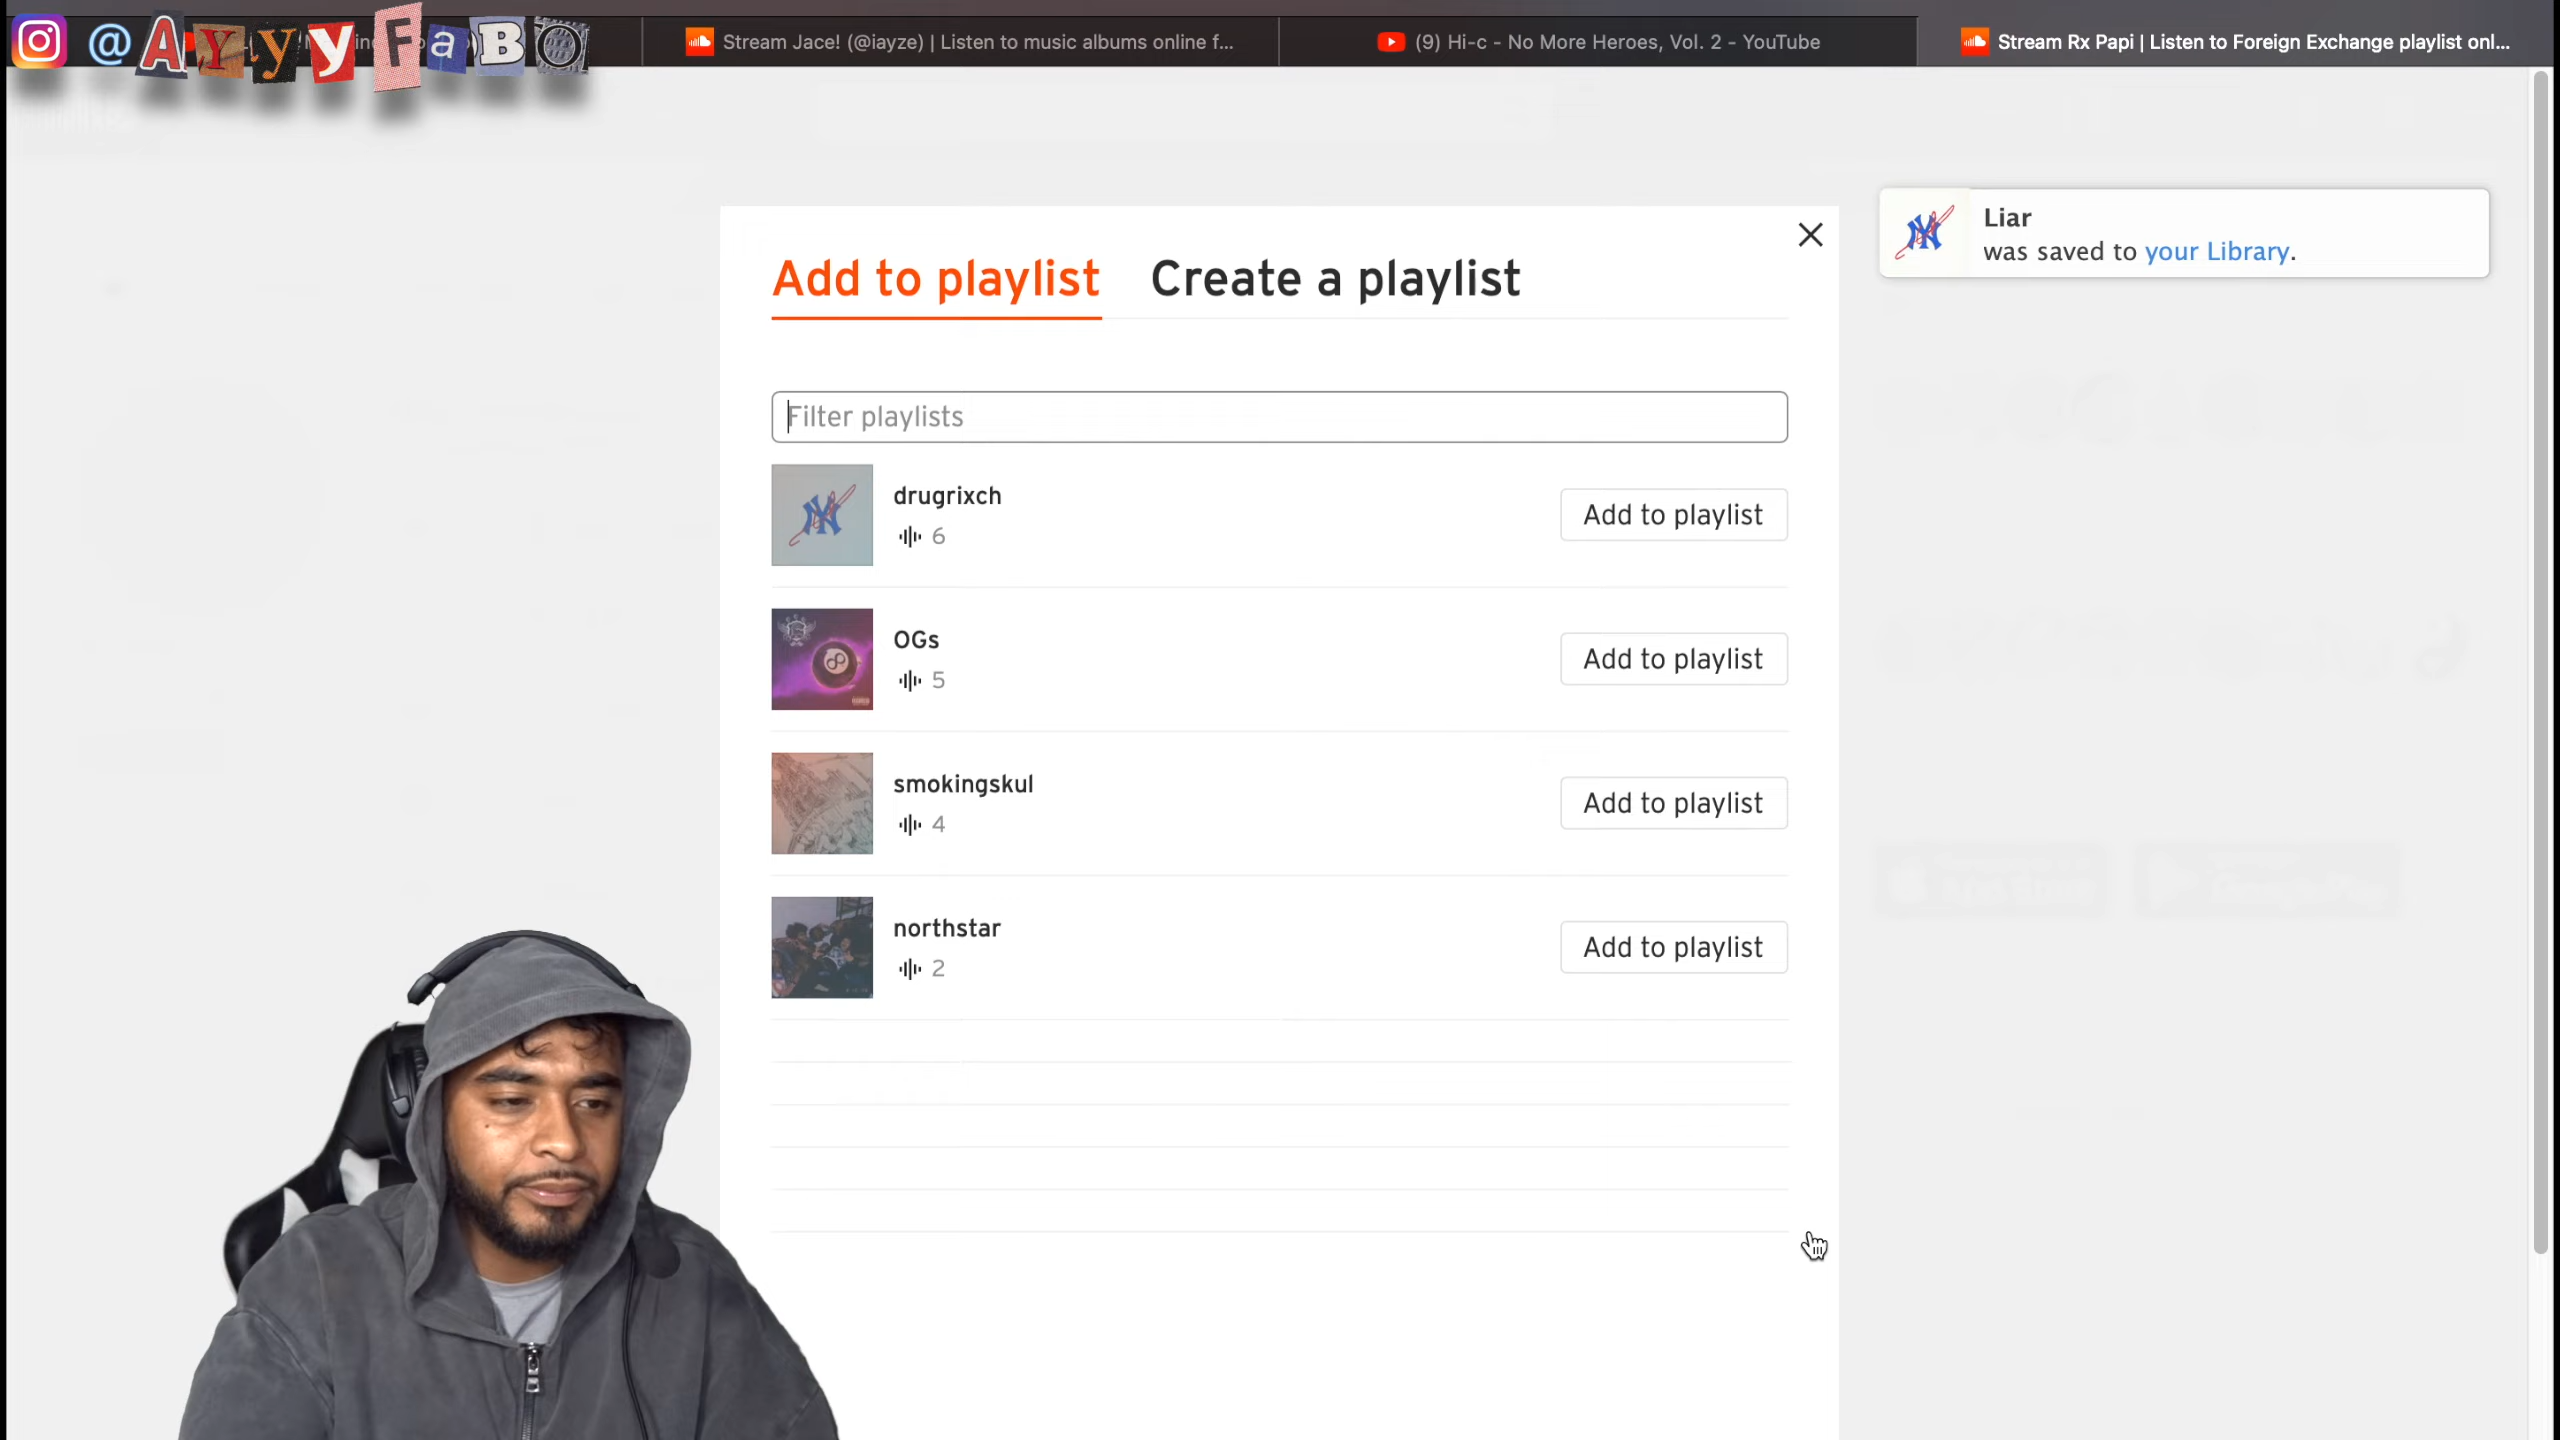 @AYyyFaBO
Stream Jace! (@iayze) | Listen to music albums online f...
(9) Hi-c - No More Heroes, Vol. 2 - YouTube
Stream Rx Papi | Listen to Foreign Exchange playlist onl...
Liar
was saved to your Library.
Add to playlist
Create a playlist
Filter playlists
drugrixch
6
Add to playlist
OGs
5
Add to playlist
smokingskul
4
Add to playlist
northstar
2
Add to playlist